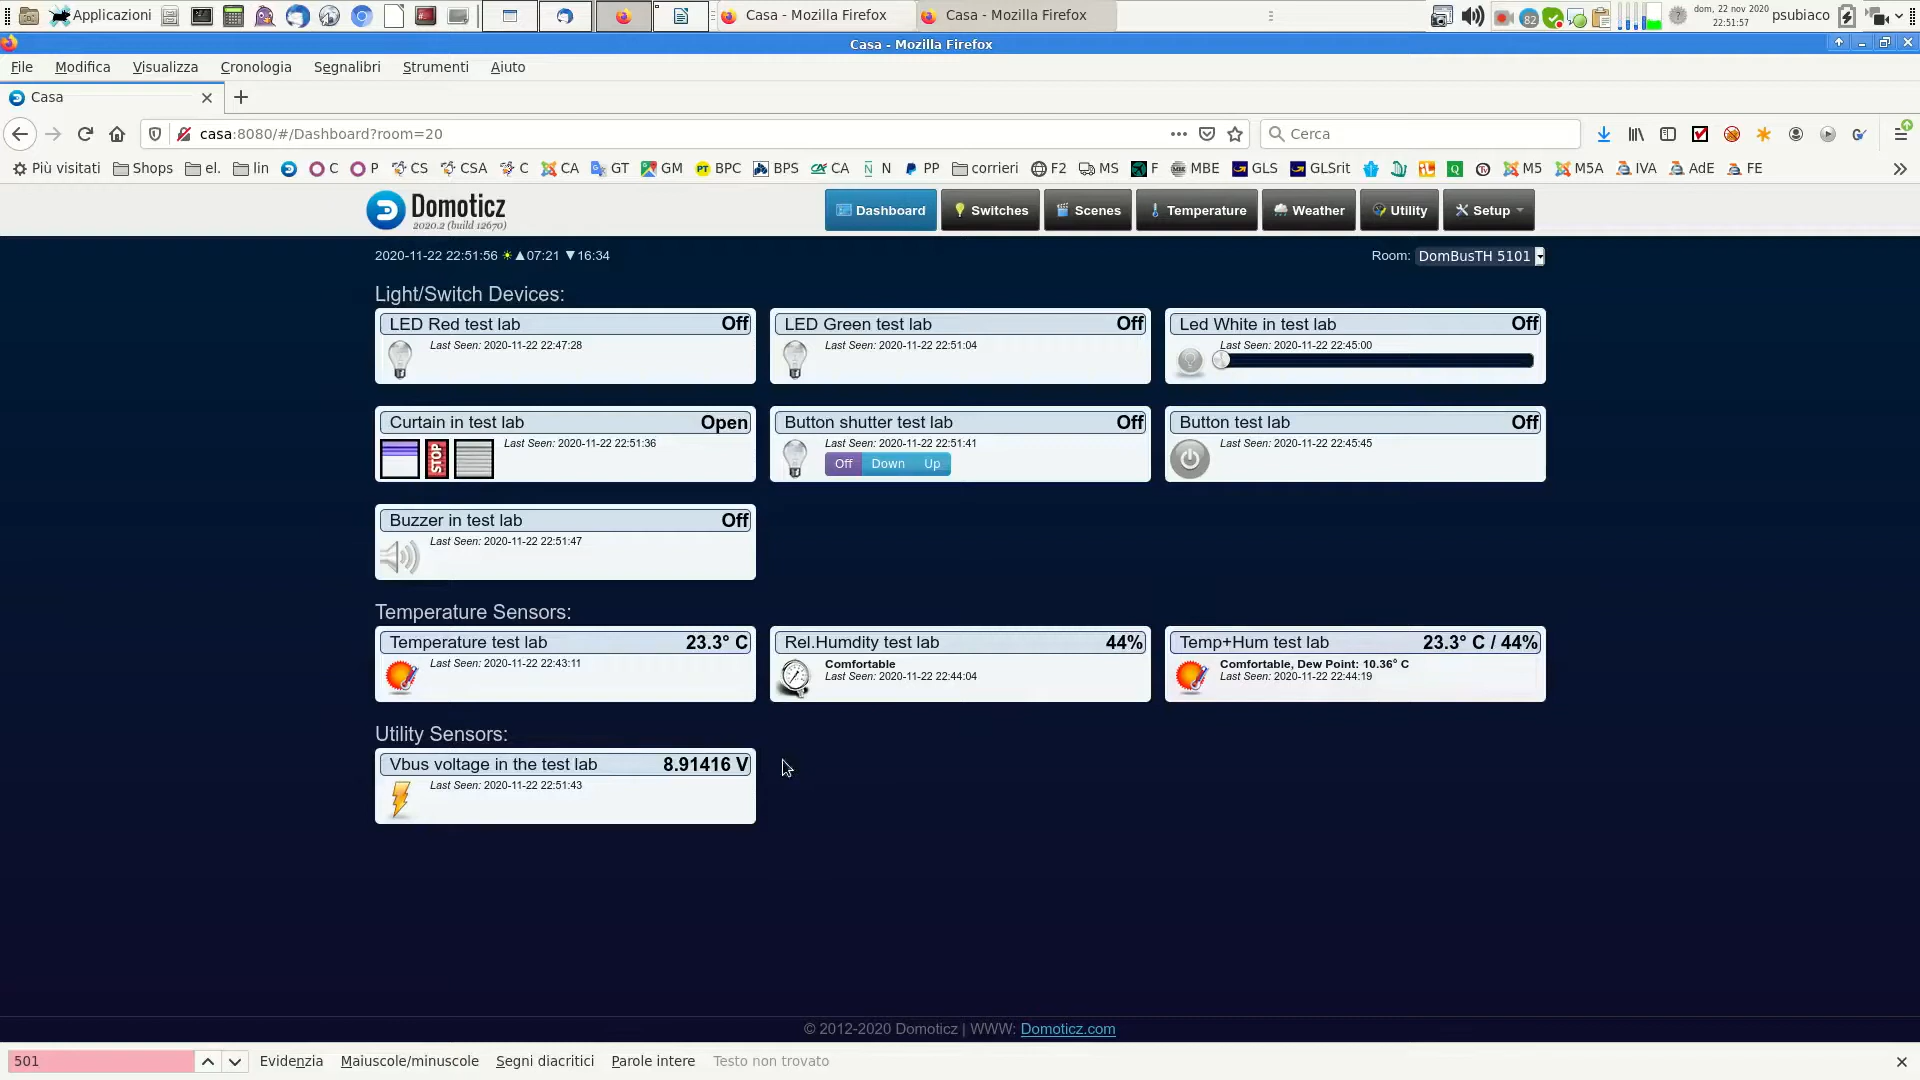 Applicazioni
Casa - Mozilla Firefox
Casa - Mozilla Firefox
82
dom, 22 nov 2020
22:51:57
psubiaco
Casa - Mozilla Firefox
File Modifica Visualizza Cronologia Segnalibri Strumenti Aiuto
Casa
casa:8080/#/Dashboard?room=20
Cerca
Più visitati Shops el. lin C P CS CSA C CA GT GM BPC BPS CA N PP corrieri F2 MS F MBE GLS GLSrit M5 M5A IVA AdE FE
Domoticz
2020.2 (build 12670)
Dashboard Switches Scenes Temperature Weather Utility Setup
2020-11-22 22:51:56 ▲07:21 ▼16:34
Room: DomBusTH 5101
Light/Switch Devices:
LED Red test lab Off
Last Seen: 2020-11-22 22:47:28
LED Green test lab Off
Last Seen: 2020-11-22 22:51:04
Led White in test lab Off
Last Seen: 2020-11-22 22:45:00
Curtain in test lab Open
STOP
Last Seen: 2020-11-22 22:51:36
Button shutter test lab Off
Last Seen: 2020-11-22 22:51:41
Off Down Up
Button test lab Off
Last Seen: 2020-11-22 22:45:45
Buzzer in test lab Off
Last Seen: 2020-11-22 22:51:47
Temperature Sensors:
Temperature test lab 23.3° C
Last Seen: 2020-11-22 22:43:11
Rel.Humdity test lab 44%
Comfortable
Last Seen: 2020-11-22 22:44:04
Temp+Hum test lab 23.3° C / 44%
Comfortable, Dew Point: 10.36° C
Last Seen: 2020-11-22 22:44:19
Utility Sensors:
Vbus voltage in the test lab 8.91416 V
Last Seen: 2020-11-22 22:51:43
© 2012-2020 Domoticz | WWW: Domoticz.com
501
Evidenzia Maiuscole/minuscole Segni diacritici Parole intere Testo non trovato